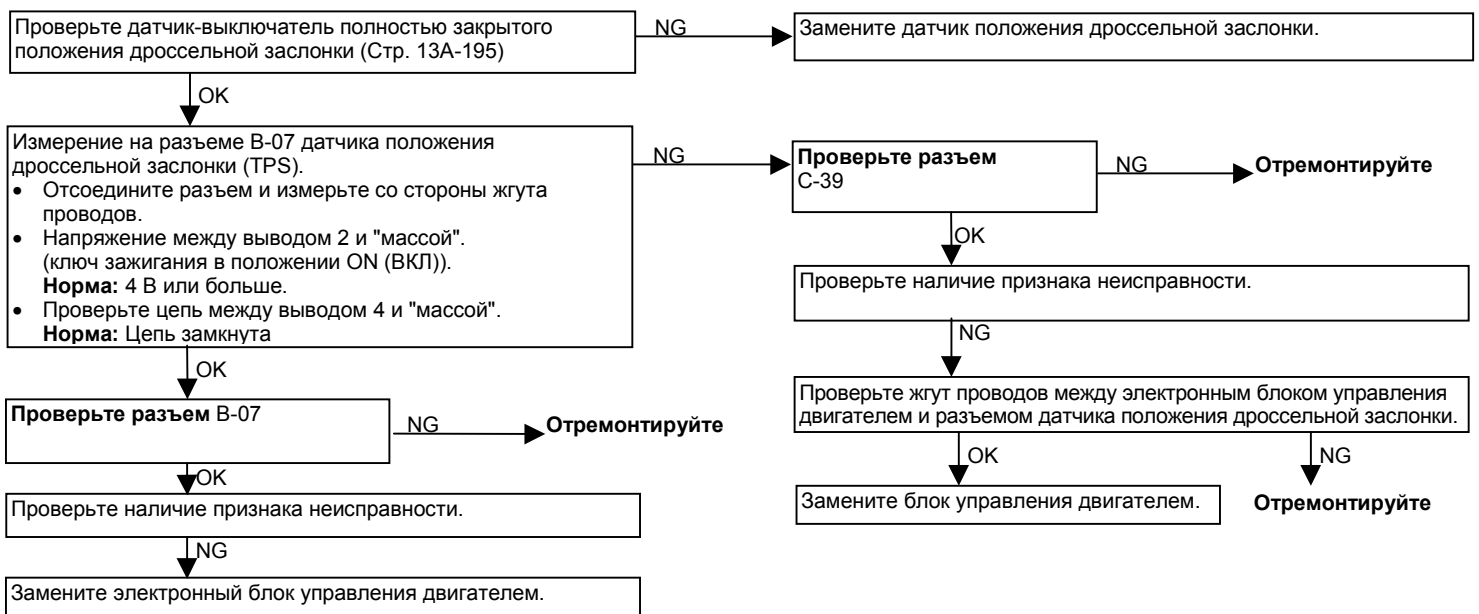 Проверьте датчик-выключатель полностью закрытого
положения дроссельной заслонки (Стр. 13A-195)
NG
Замените датчик положения дроссельной заслонки.
OK
Измерение на разъеме B-07 датчика положения
дроссельной заслонки (TPS).
• Отсоедините разъем и измерьте со стороны жгута
проводов.
• Напряжение между выводом 2 и "массой".
(ключ зажигания в положении ON (ВКЛ)).
Норма: 4 В или больше.
• Проверьте цепь между выводом 4 и "массой".
Норма: Цепь замкнута
NG
Проверьте разъем
C-39
NG
Отремонтируйте
OK
Проверьте наличие признака неисправности.
NG
Проверьте жгут проводов между электронным блоком управления
двигателем и разъемом датчика положения дроссельной заслонки.
OK
NG
Замените блок управления двигателем.
Отремонтируйте
OK
Проверьте разъем B-07
NG
Отремонтируйте
OK
Проверьте наличие признака неисправности.
NG
Замените электронный блок управления двигателем.